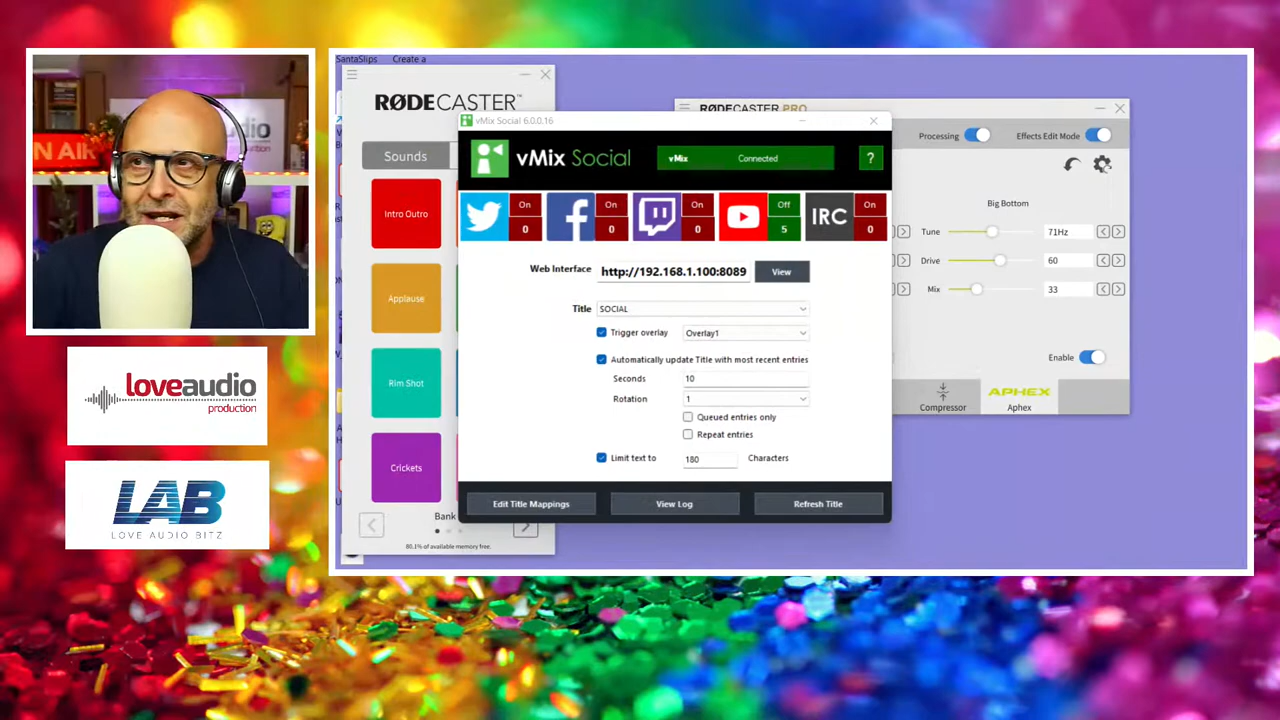 audio
ON AIR
loveaudio
production
LAB
LOVE AUDIO BITZ
SantaSlips
Create a
RØDECASTER™
Sounds
Intro Outro
Applause
Rim Shot
Crickets
Bank
80.1% of available memory free.
vMix Social 6.0.0.16
vMix Social
vMix
Connected
?
On
0
On
0
On
0
Off
5
IRC
On
0
Web Interface
http://192.168.1.100:8089
View
Title
SOCIAL
Trigger overlay
Overlay1
Automatically update Title with most recent entries
Seconds
10
Rotation
1
Queued entries only
Repeat entries
Limit text to
180
Characters
Edit Title Mappings
View Log
Refresh Title
RØDECASTER PRO
Processing
Effects Edit Mode
Big Bottom
Tune
71Hz
Drive
60
Mix
33
Enable
Compressor
APHEX
Aphex